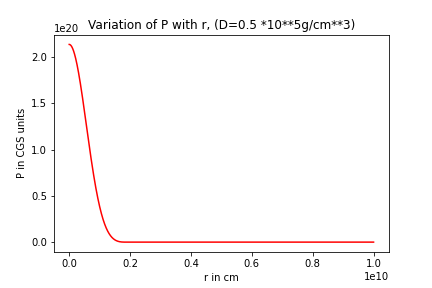 Variation of P with r, (D=0.5 *10**5g/cm**3)
1e20
2.0
1.5
1.0
0.5
0.0
P in CGS units
0.0 0.2 0.4 0.6 0.8 1.0
r in cm
1e10